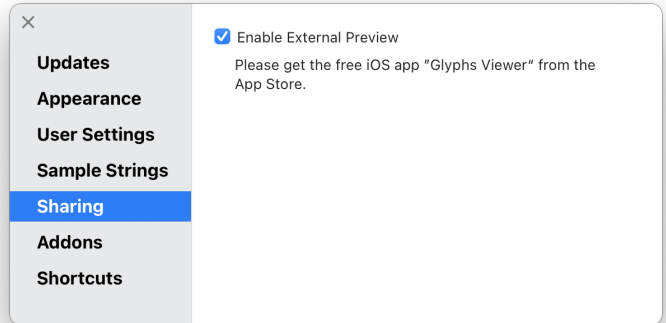 Updates
Appearance
User Settings
Sample Strings
Sharing
Addons
Shortcuts
Enable External Preview
Please get the free iOS app ”Glyphs Viewer“ from the
App Store.